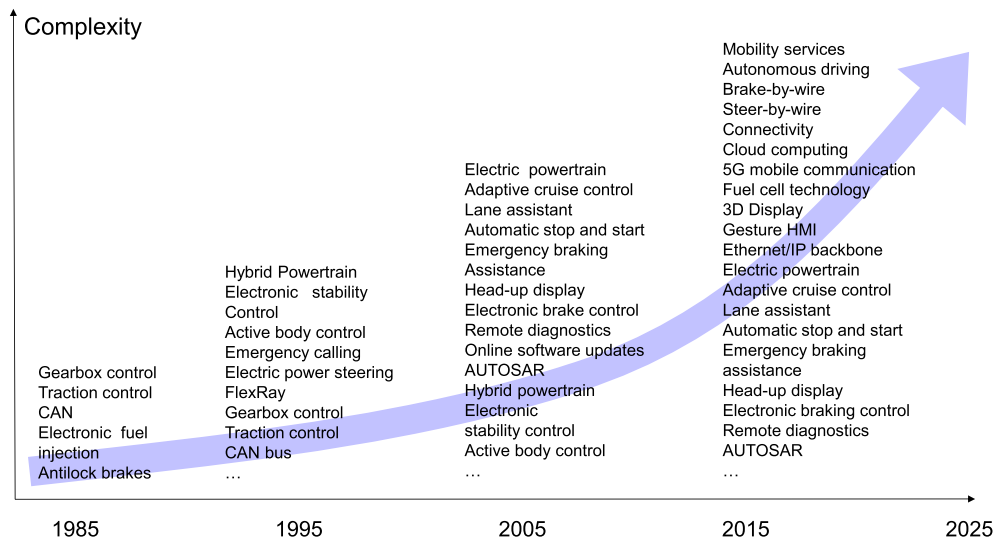 Complexity
Gearbox control
Traction control
CAN
Electronic fuel
injection
Antilock brakes
Hybrid Powertrain
Electronic stability
Control
Active body control
Emergency calling
Electric power steering
FlexRay
Gearbox control
Traction control
CAN bus
…
Electric powertrain
Adaptive cruise control
Lane assistant
Automatic stop and start
Emergency braking
Assistance
Head-up display
Electronic brake control
Remote diagnostics
Online software updates
AUTOSAR
Hybrid powertrain
Electronic
stability control
Active body control
…
Mobility services
Autonomous driving
Brake-by-wire
Steer-by-wire
Connectivity
Cloud computing
5G mobile communication
Fuel cell technology
3D Display
Gesture HMI
Ethernet/IP backbone
Electric powertrain
Adaptive cruise control
Lane assistant
Automatic stop and start
Emergency braking
assistance
Head-up display
Electronic braking control
Remote diagnostics
AUTOSAR
…
1985
1995
2005
2015
2025